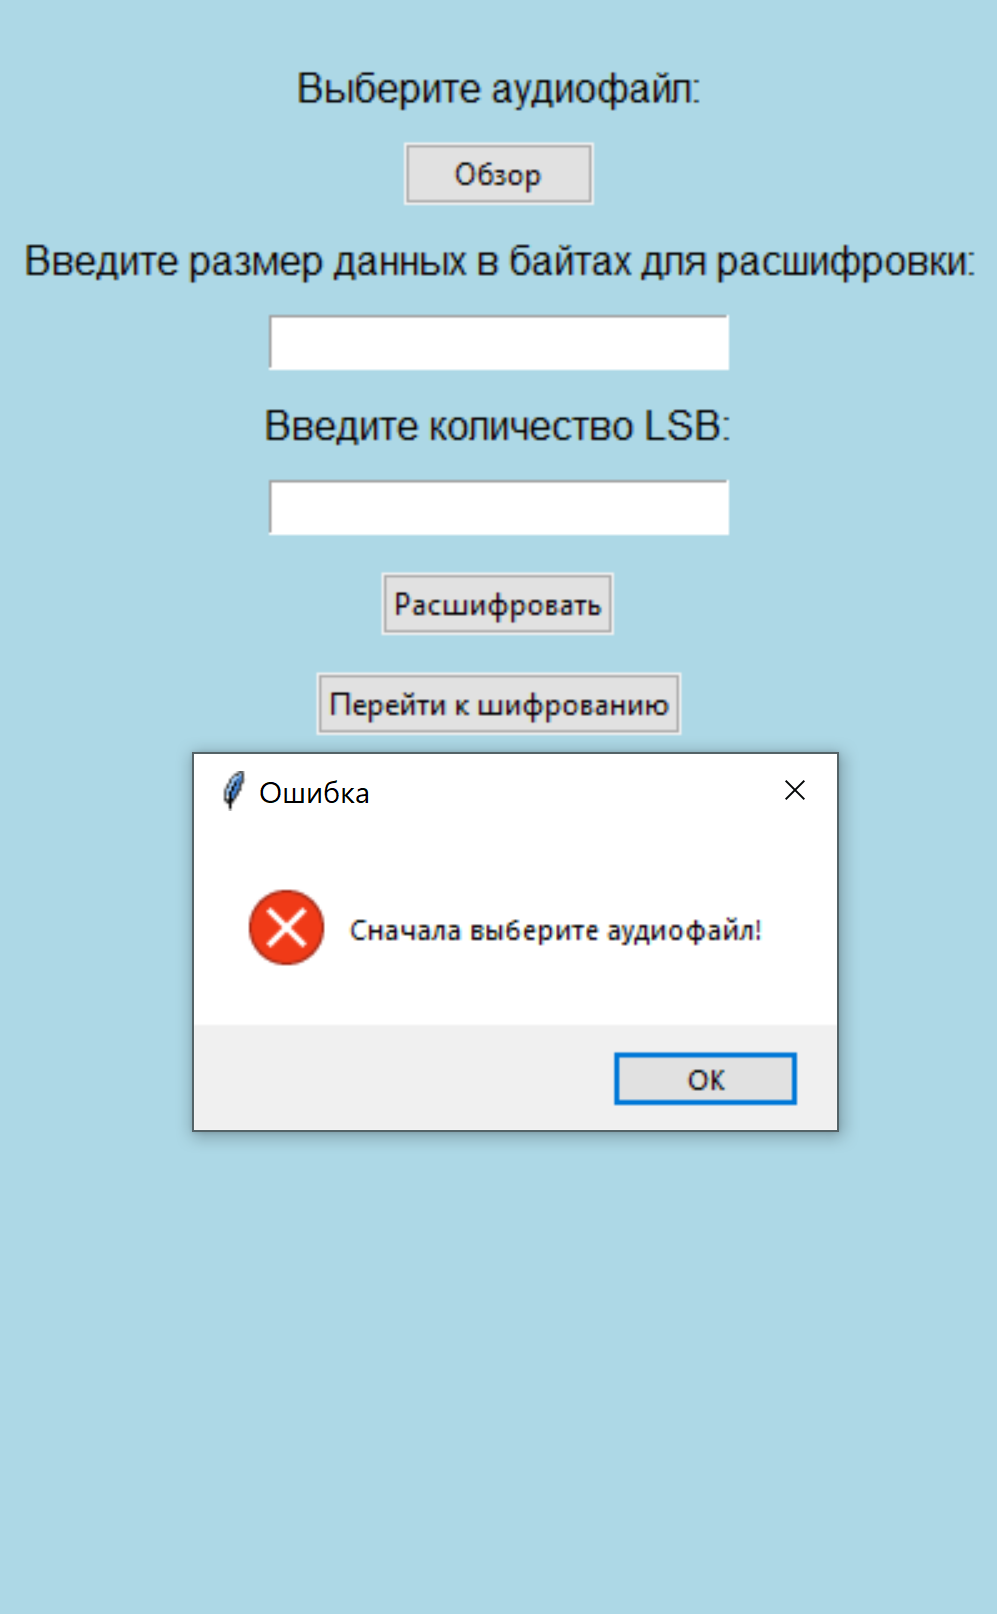 Выберите аудиофайл:
Обзор
Введите размер данных в байтах для расшифровки:
Введите количество LSB:
Расшифровать
Перейти к шифрованию
Ошибка
Сначала выберите аудиофайл!
ОК